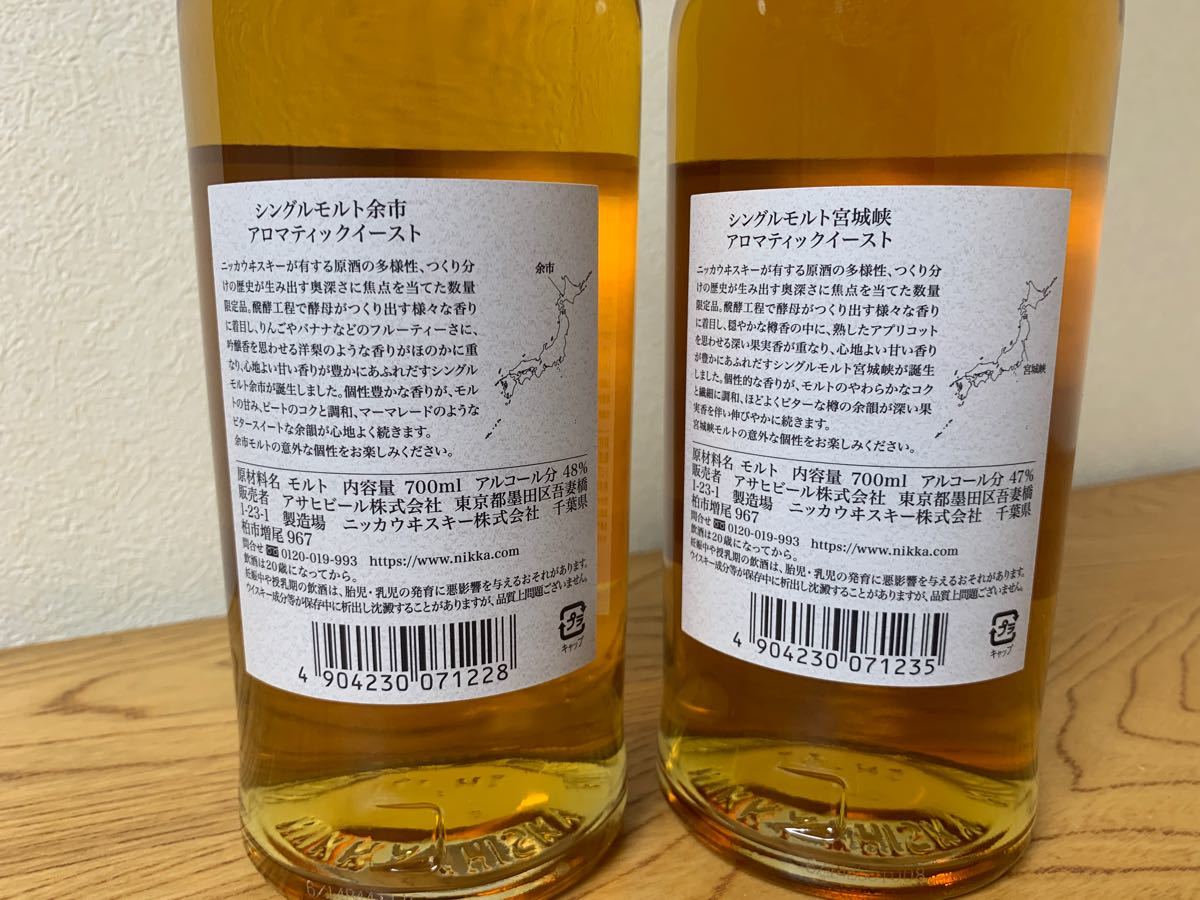 シングルモルト余市
アロマティックイースト
ニッカウヰスキーが有する原酒の多様性、つくり分
けの歴史が生み出す奥深さに焦点を当てた数量
限定品。醗酵工程で酵母がつくり出す様々な香り
に着目し、りんごやバナナなどのフルーティーさに、
吟醸香を思わせる洋梨のような香りがほのかに重
なり、心地よい甘い香りが豊かにあふれだすシングル
モルト余市が誕生しました。個性豊かな香りが、モル
トの甘み、ピートのコクと調和、マーマレードのような
ビタースイートな余韻が心地よく続きます。
余市モルトの意外な個性をお楽しみください。
余市
原材料名 モルト 内容量 700ml アルコール分 48%
販売者 アサヒビール株式会社 東京都墨田区吾妻橋
1-23-1 製造場 ニッカウヰスキー株式会社 千葉県
柏市増尾 967
問合せ 0120-019-993 https://www.nikka.com
飲酒は20歳になってから。
妊娠中や授乳期の飲酒は、胎児・乳児の発育に悪影響を与えるおそれがあります。
ウイスキー成分等が保存中に析出し沈澱することがありますが、品質上問題ございません。
プラ
キャップ
4 904230 071228
シングルモルト宮城峡
アロマティックイースト
ニッカウヰスキーが有する原酒の多様性、つくり分
けの歴史が生み出す奥深さに焦点を当てた数量
限定品。醗酵工程で酵母がつくり出す様々な香り
に着目し、穏やかな樽香の中に、熟したアプリコット
を思わせる深い果実香が重なり、心地よい甘い香り
が豊かにあふれだすシングルモルト宮城峡が誕生
しました。個性的な香りが、モルトのやわらかなコク
と繊細に調和、ほどよくビターな樽の余韻が深い果
実香を伴い伸びやかに続きます。
宮城峡モルトの意外な個性をお楽しみください。
宮城峡
原材料名 モルト 内容量 700ml アルコール分 47%
販売者 アサヒビール株式会社 東京都墨田区吾妻橋
1-23-1 製造場 ニッカウヰスキー株式会社 千葉県
柏市増尾 967
問合せ 0120-019-993 https://www.nikka.com
飲酒は20歳になってから。
妊娠中や授乳期の飲酒は、胎児・乳児の発育に悪影響を与えるおそれがあります。
ウイスキー成分等が保存中に析出し沈澱することがありますが、品質上問題ございません。
プラ
キャップ
4 904230 071235